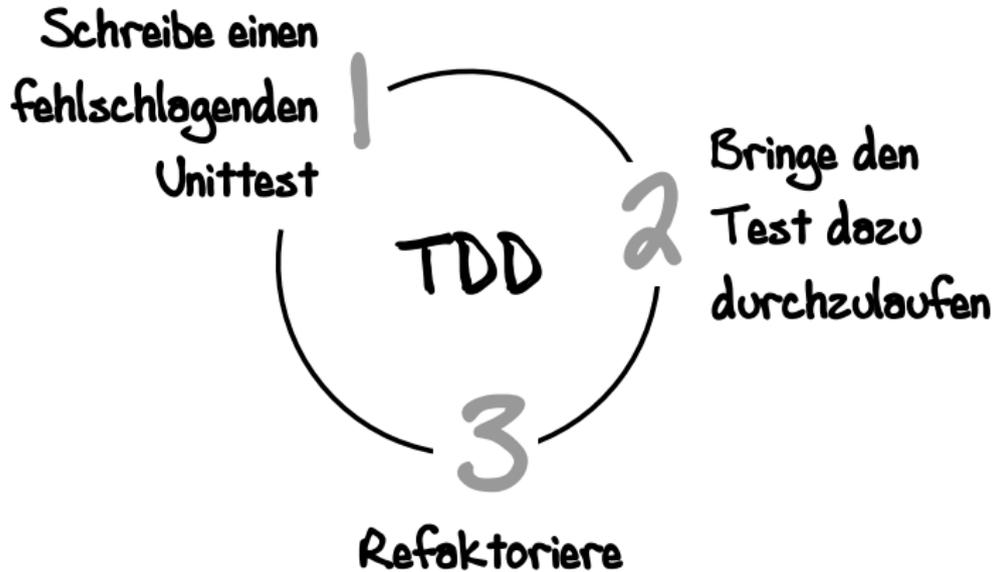 Schreibe einen
fehlschlagenden
Unittest
1
TDD
2
Bringe den
Test dazu
durchzulaufen
3
Refaktoriere